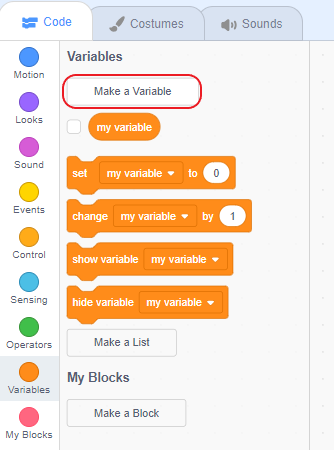 Code Costumes Sounds
Motion
Looks
Sound
Events
Control
Sensing
Operators
Variables
My Blocks
Variables
Make a Variable
my variable
set my variable to 0
change my variable by 1
show variable my variable
hide variable my variable
Make a List
My Blocks
Make a Block